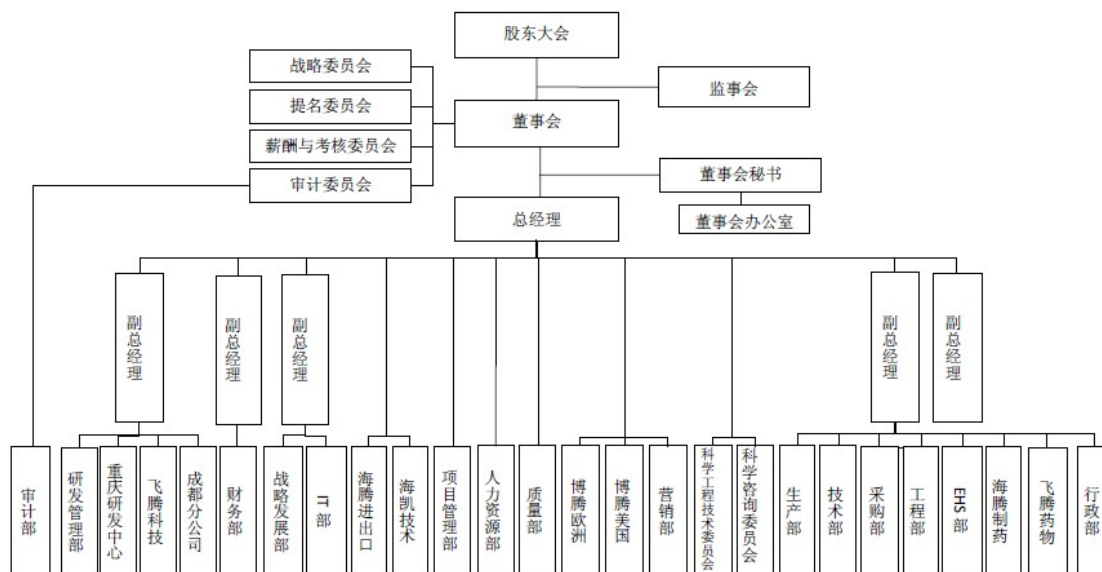 股东大会
战略委员会
监事会
提名委员会
董事会
薪酬与考核委员会
审计委员会
董事会秘书
总经理
董事会办公室
副总经理
副总经理
副总经理
副总经理
副总经理
审计部
研发管理部
重庆研发中心
飞腾科技
成都分公司
财务部
战略发展部
IT部
海腾进出口
海凯技术
项目管理部
人力资源部
质量部
博腾欧洲
博腾美国
营销部
科学工程技术委员会
科学咨询委员会
生产部
技术部
采购部
工程部
EHS部
海腾制药
飞腾药物
行政部